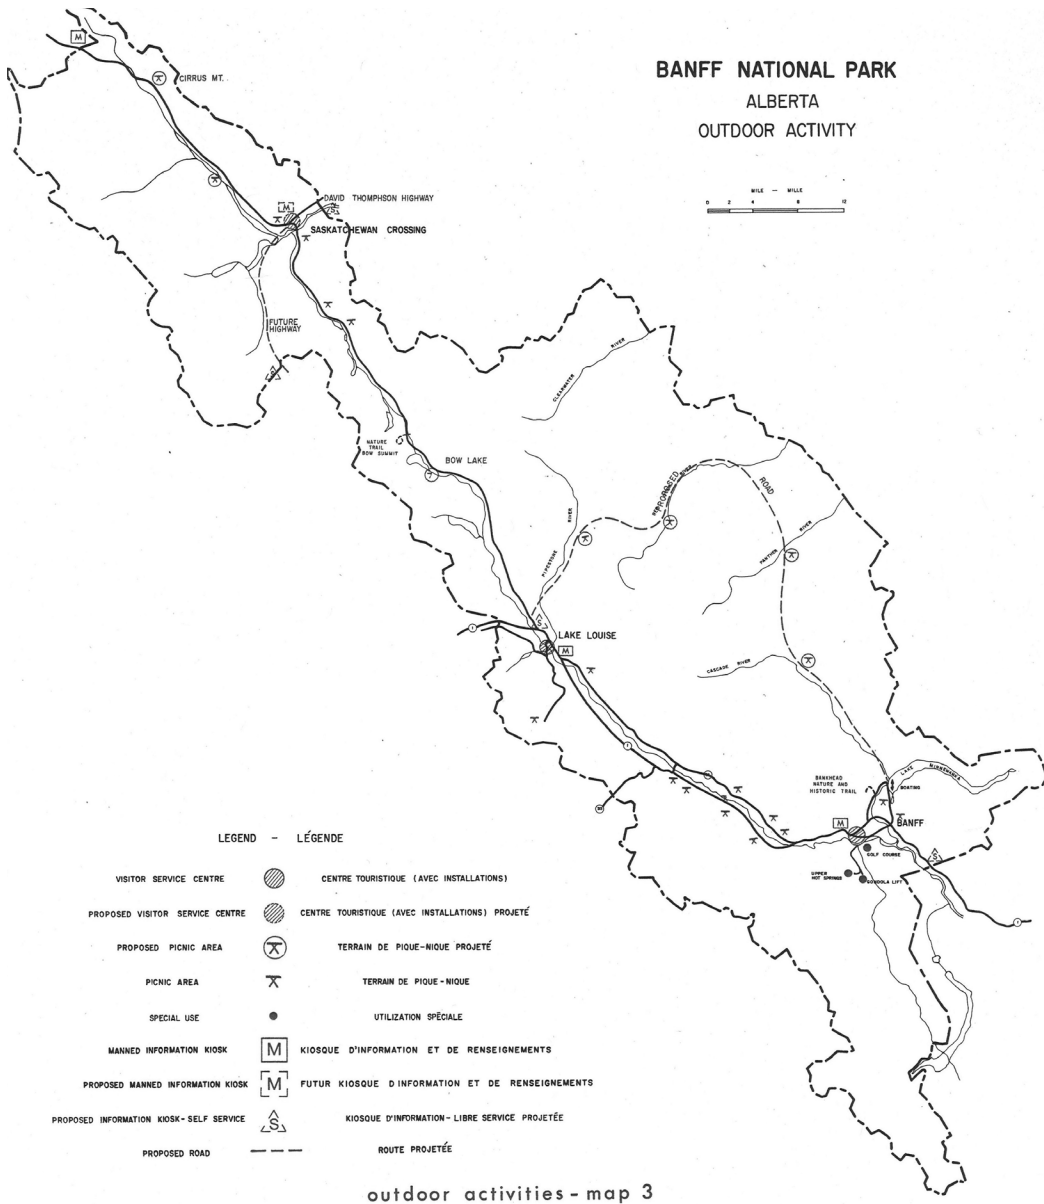 BANFF NATIONAL PARK
ALBERTA
OUTDOOR ACTIVITY
MILE — MILLE
0 2 4 8 12
M
CIRRUS MT.
M
DAVID THOMPHSON HIGHWAY
S
SASKATCHEWAN CROSSING
FUTURE
HIGHWAY
NATURE
TRAIL
BOW SUMMIT
BOW LAKE
CLEARWATER RIVER
PROPOSED ROAD
PIPESTONE RIVER
PANTHER RIVER
S
LAKE LOUISE
M
1
CASCADE RIVER
1
BANKHEAD
NATURE AND
HISTORIC TRAIL
LAKE MINNEWANKA
BOATING
M
BANFF
S
GOLF COURSE
UPPER
HOT SPRINGS
GONDOLA LIFT
1
LEGEND – LÉGENDE
VISITOR SERVICE CENTRE CENTRE TOURISTIQUE (AVEC INSTALLATIONS)
PROPOSED VISITOR SERVICE CENTRE CENTRE TOURISTIQUE (AVEC INSTALLATIONS) PROJETÉ
PROPOSED PICNIC AREA TERRAIN DE PIQUE-NIQUE PROJETÉ
PICNIC AREA TERRAIN DE PIQUE-NIQUE
SPECIAL USE UTILIZATION SPÉCIALE
MANNED INFORMATION KIOSK M KIOSQUE D'INFORMATION ET DE RENSEIGNEMENTS
PROPOSED MANNED INFORMATION KIOSK M FUTUR KIOSQUE D INFORMATION ET DE RENSEIGNEMENTS
PROPOSED INFORMATION KIOSK-SELF SERVICE S KIOSQUE D'INFORMATION-LIBRE SERVICE PROJETÉE
PROPOSED ROAD ROUTE PROJETÉE
outdoor activities – map 3